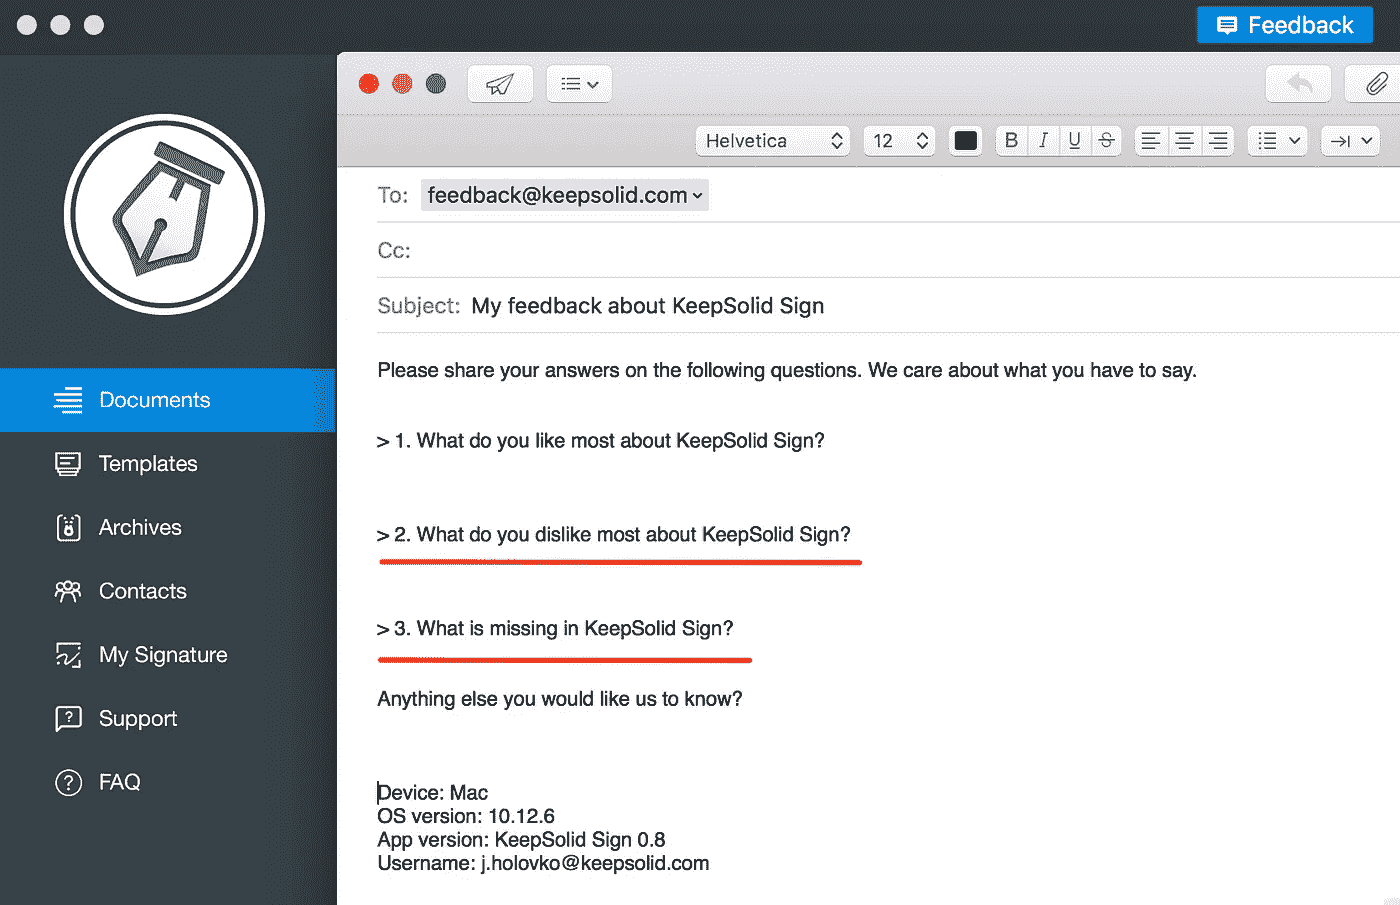 Feedback
Helvetica
12
B I U S
To: feedback@keepsolid.com
Cc:
Subject: My feedback about KeepSolid Sign
Please share your answers on the following questions. We care about what you have to say.
> 1. What do you like most about KeepSolid Sign?
> 2. What do you dislike most about KeepSolid Sign?
> 3. What is missing in KeepSolid Sign?
Anything else you would like us to know?
Device: Mac
OS version: 10.12.6
App version: KeepSolid Sign 0.8
Username: j.holovko@keepsolid.com
Documents
Templates
Archives
Contacts
My Signature
Support
FAQ